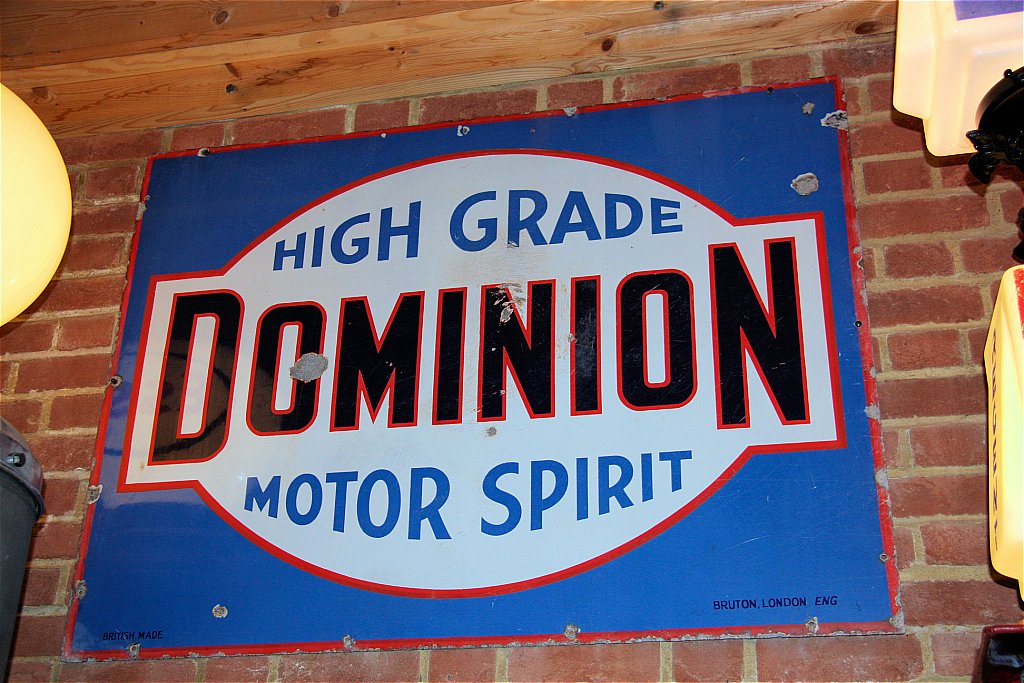 HIGH GRADE
DOMINION
MOTOR SPIRIT
BRUTON, LONDON ENG
BRITISH MADE